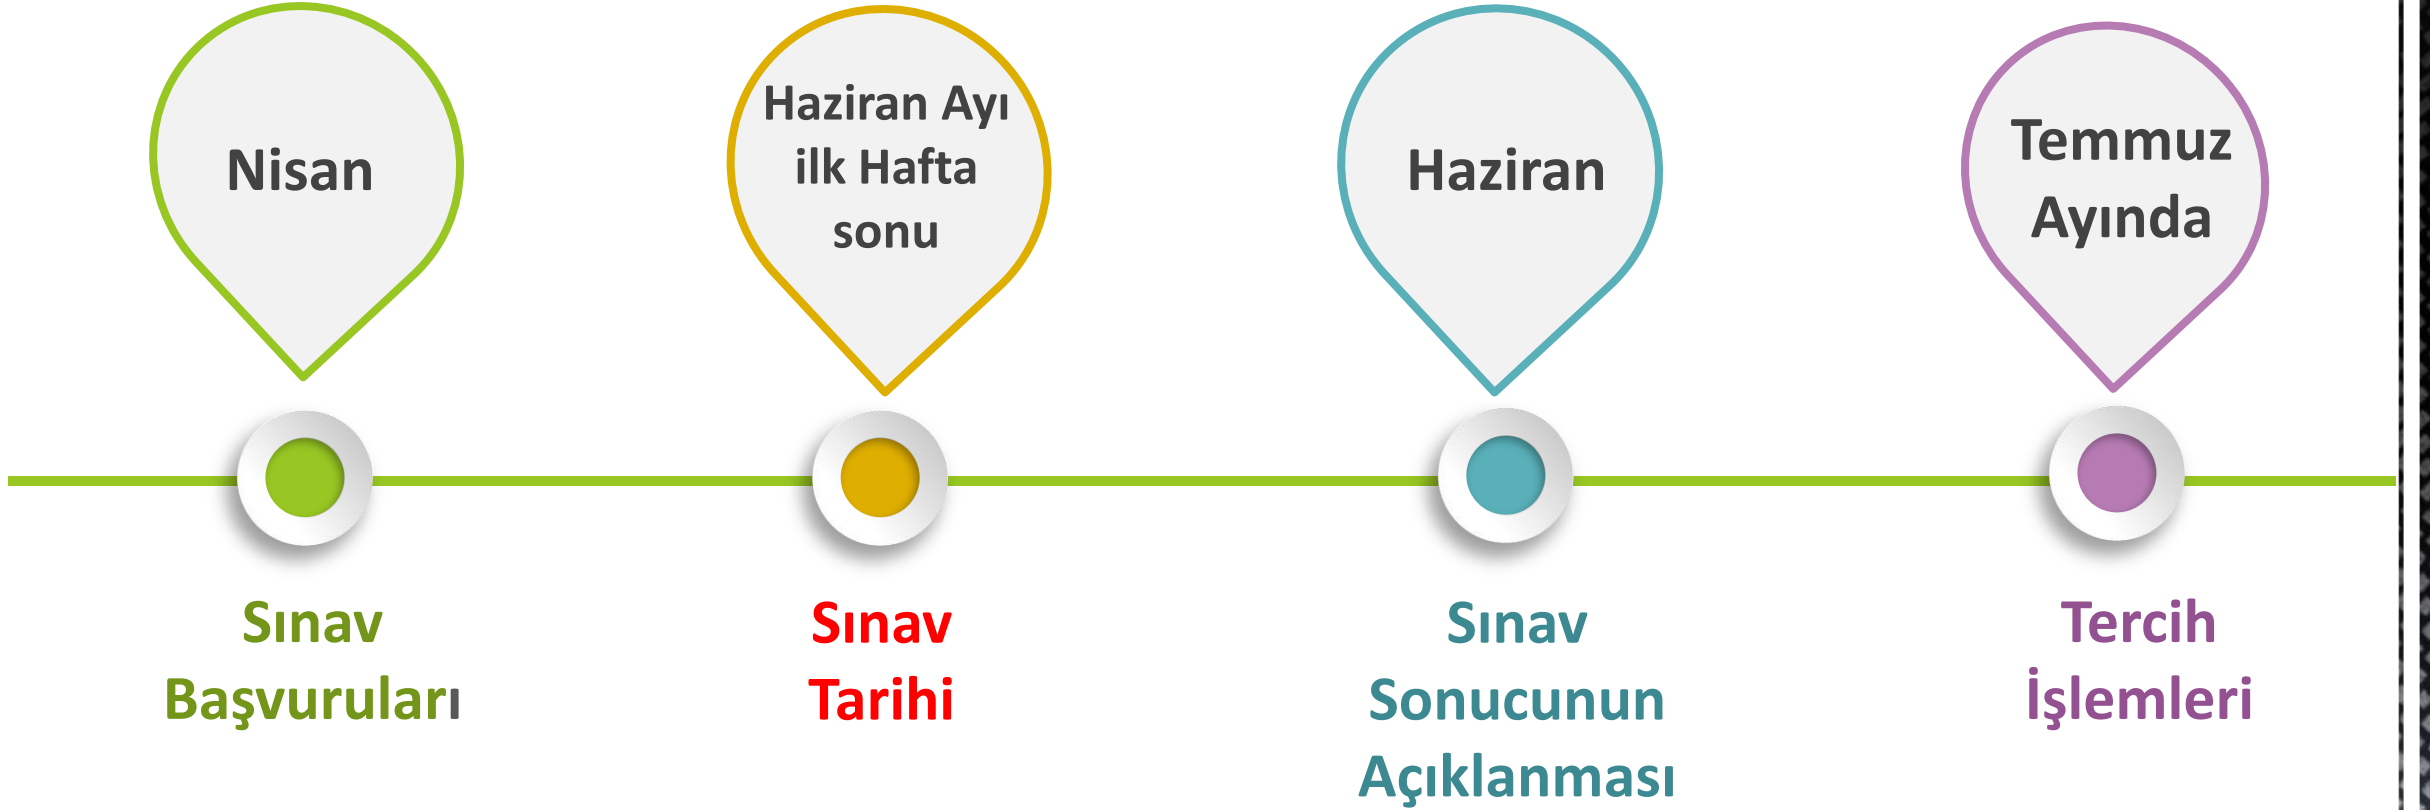 Nisan
Haziran Ayı
ilk Hafta
sonu
Haziran
Temmuz
Ayında
Sınav
Başvuruları
Sınav
Tarihi
Sınav
Sonucunun
Açıklanması
Tercih
İşlemleri